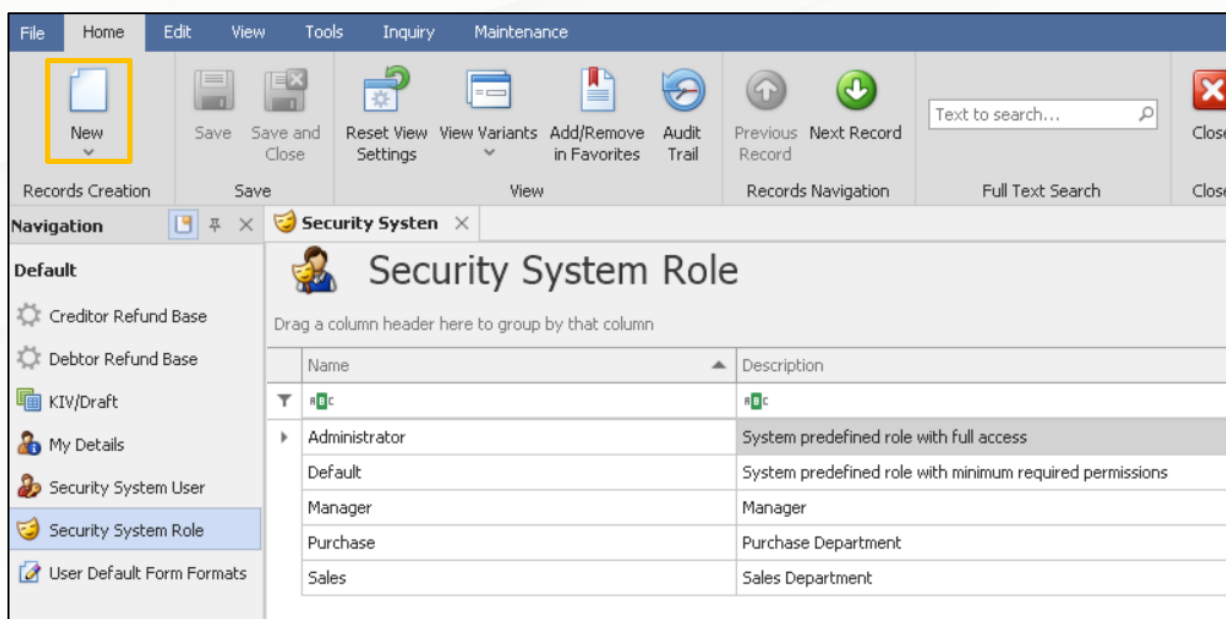 File Home Edit View Tools Inquiry Maintenance
New
Save
Save and Close
Reset View Settings
View Variants
Add/Remove in Favorites
Audit Trail
Previous Record
Next Record
Text to search...
Close
Records Creation Save View Records Navigation Full Text Search Close
Navigation
Security Systen
Default
Security System Role
Creditor Refund Base
Drag a column header here to group by that column
Debtor Refund Base
Name Description
KIV/Draft
ABC ABC
My Details
Administrator System predefined role with full access
Security System User
Default System predefined role with minimum required permissions
Security System Role
Manager Manager
Purchase Purchase Department
User Default Form Formats
Sales Sales Department